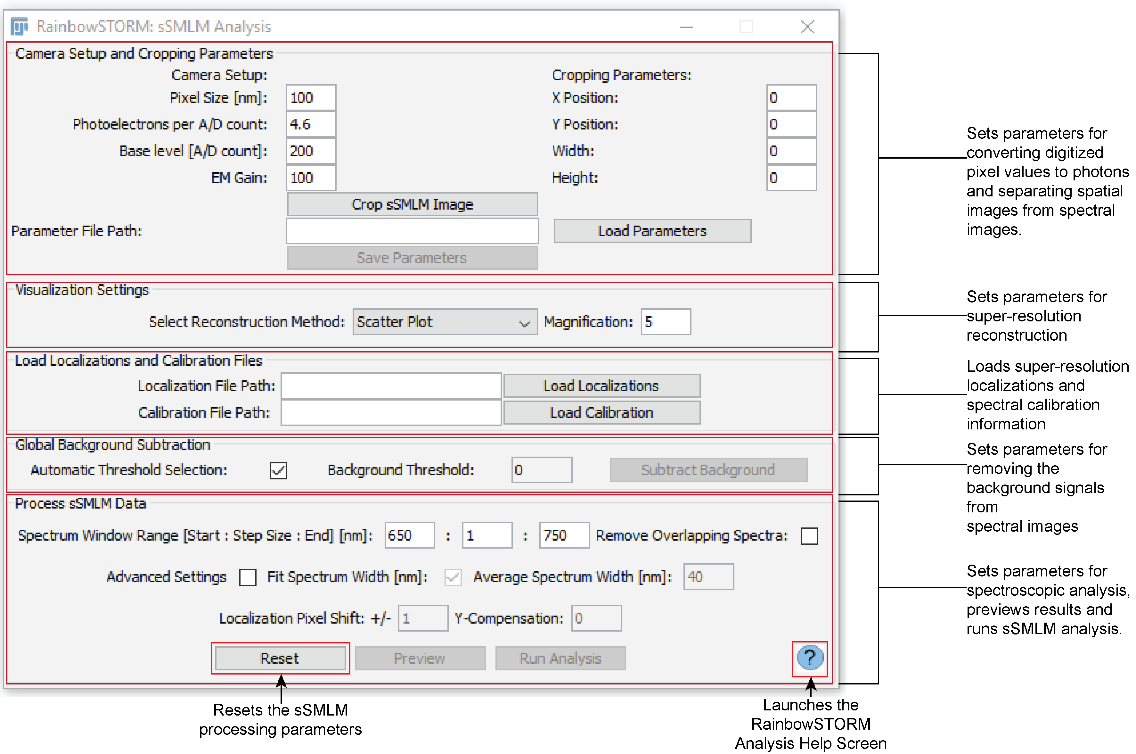 RainbowSTORM: sSMLM Analysis
Camera Setup and Cropping Parameters
Camera Setup:
Cropping Parameters:
Pixel Size [nm]: 100
X Position: 0
Photoelectrons per A/D count: 4.6
Y Position: 0
Base level [A/D count]: 200
Width: 0
EM Gain: 100
Height: 0
Crop sSMLM Image
Parameter File Path:
Load Parameters
Save Parameters
Sets parameters for
converting digitized
pixel values to photons
and separating spatial
images from spectral
images.
Visualization Settings
Select Reconstruction Method: Scatter Plot Magnification: 5
Sets parameters for
super-resolution
reconstruction
Load Localizations and Calibration Files
Localization File Path: Load Localizations
Calibration File Path: Load Calibration
Loads super-resolution
localizations and
spectral calibration
information
Global Background Subtraction
Automatic Threshold Selection: Background Threshold: 0 Subtract Background
Sets parameters for
removing the
background signals
from
spectral images
Process sSMLM Data
Spectrum Window Range [Start : Step Size : End] [nm]: 650 : 1 : 750 Remove Overlapping Spectra:
Advanced Settings Fit Spectrum Width [nm]: Average Spectrum Width [nm]: 40
Localization Pixel Shift: +/- 1 Y-Compensation: 0
Reset Preview Run Analysis ?
Sets parameters for
spectroscopic analysis,
previews results and
runs sSMLM analysis.
Resets the sSMLM
processing parameters
Launches the
RainbowSTORM
Analysis Help Screen